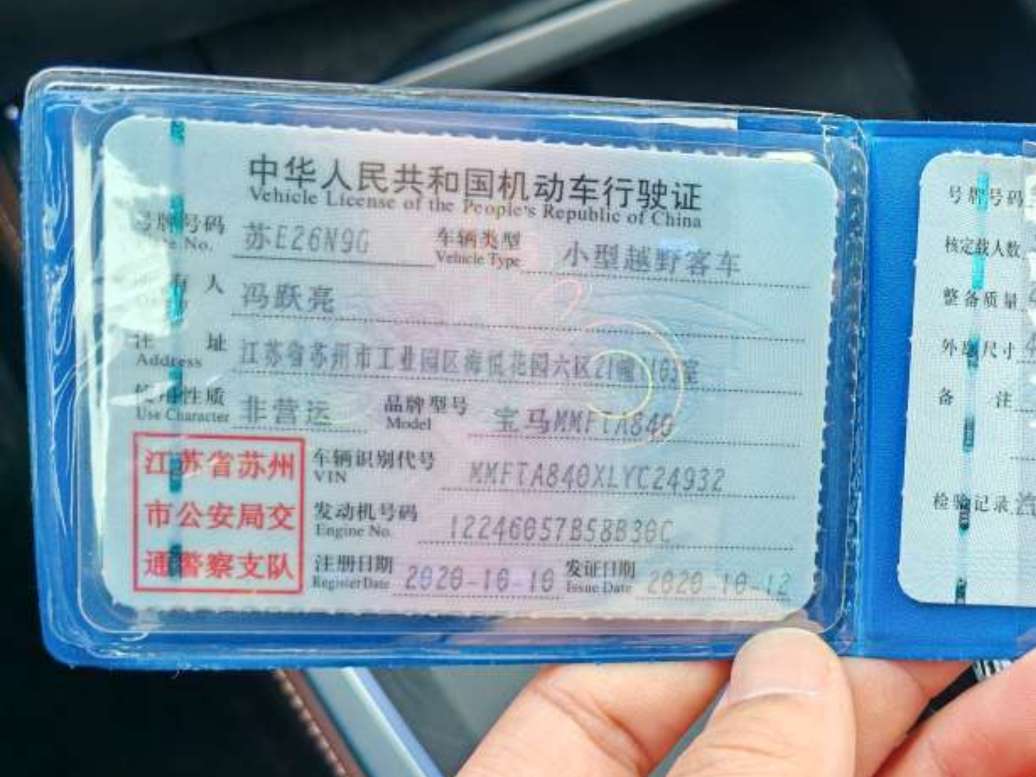 中华人民共和国机动车行驶证
Vehicle License of the People's Republic of China
号牌号码 苏E26N9G 车辆类型 小型越野客车
Plate No. Vehicle Type
所有人 冯跃亮
注 址 江苏省苏州市工业园区海悦花园六区21幢1103室
Address
使用性质 非营运 品牌型号 宝马MMFTA840
Use Character Model
江苏省苏州
市公安局交
通警察支队
车辆识别代号 MMFTA840XLYC24932
VIN
发动机号码 12246057B58B30C
Engine No.
注册日期 2020-10-10 发证日期 2020-10-12
Register Date Issue Date
号牌号码
核定载人数
整备质量
外廓尺寸
备 注
检验记录